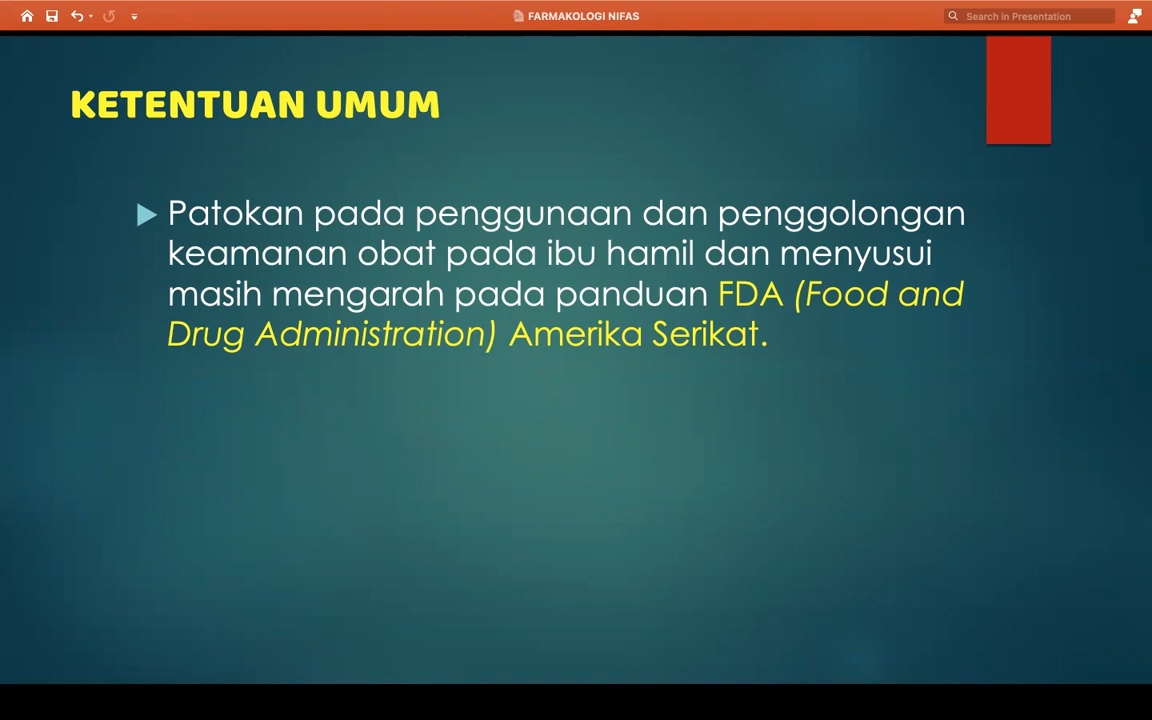 FARMAKOLOGI NIFAS
Search in Presentation
KETENTUAN UMUM
Patokan pada penggunaan dan penggolongan
keamanan obat pada ibu hamil dan menyusui
masih mengarah pada panduan FDA (Food and
Drug Administration) Amerika Serikat.